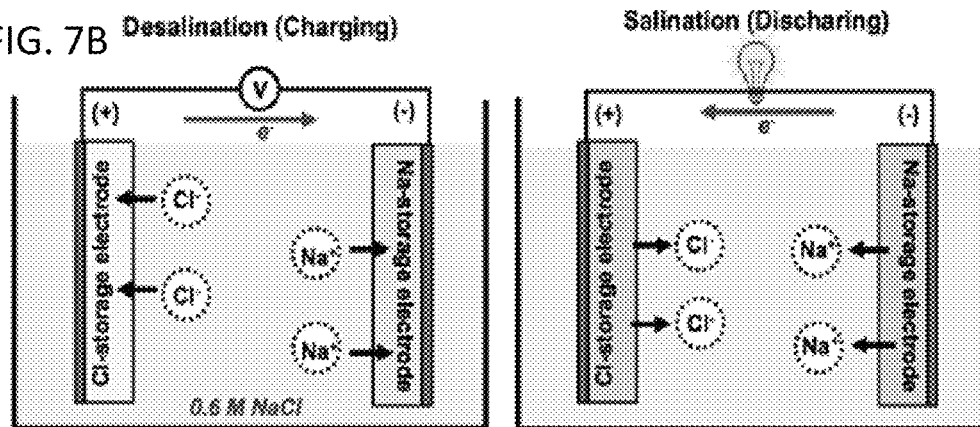 FIG. 7B
Desalination (Charging)
V
(+)
(-)
e-
Cl-storage electrode
Cl-
Cl-
Na+
Na+
Na-storage electrode
0.6 M NaCl
Salination (Discharing)
(+)
(-)
e-
Cl-storage electrode
Cl-
Cl-
Na+
Na+
Na-storage electrode